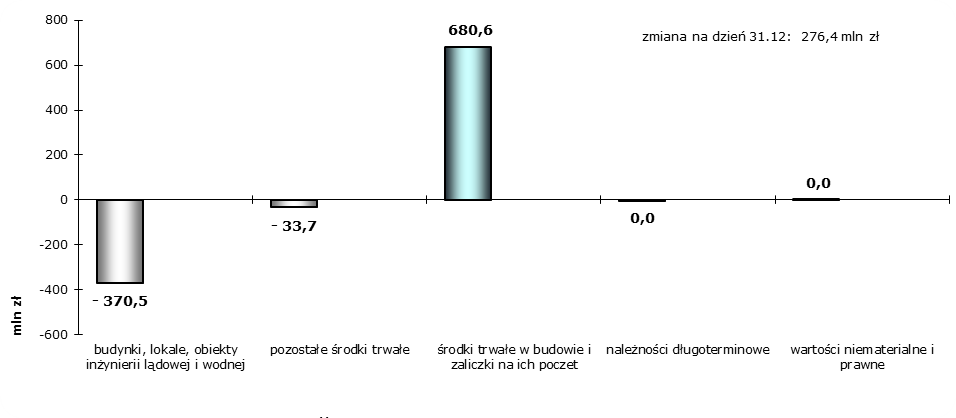 800
680,6
zmiana na dzień 31.12: 276,4 mln zł
600
400
200
0,0
0
0,0
- 33,7
-200
-400
- 370,5
mln zł
-600
budynki, lokale, obiekty inżynierii lądowej i wodnej
pozostałe środki trwałe
środki trwałe w budowie i zaliczki na ich poczet
należności długoterminowe
wartości niematerialne i prawne